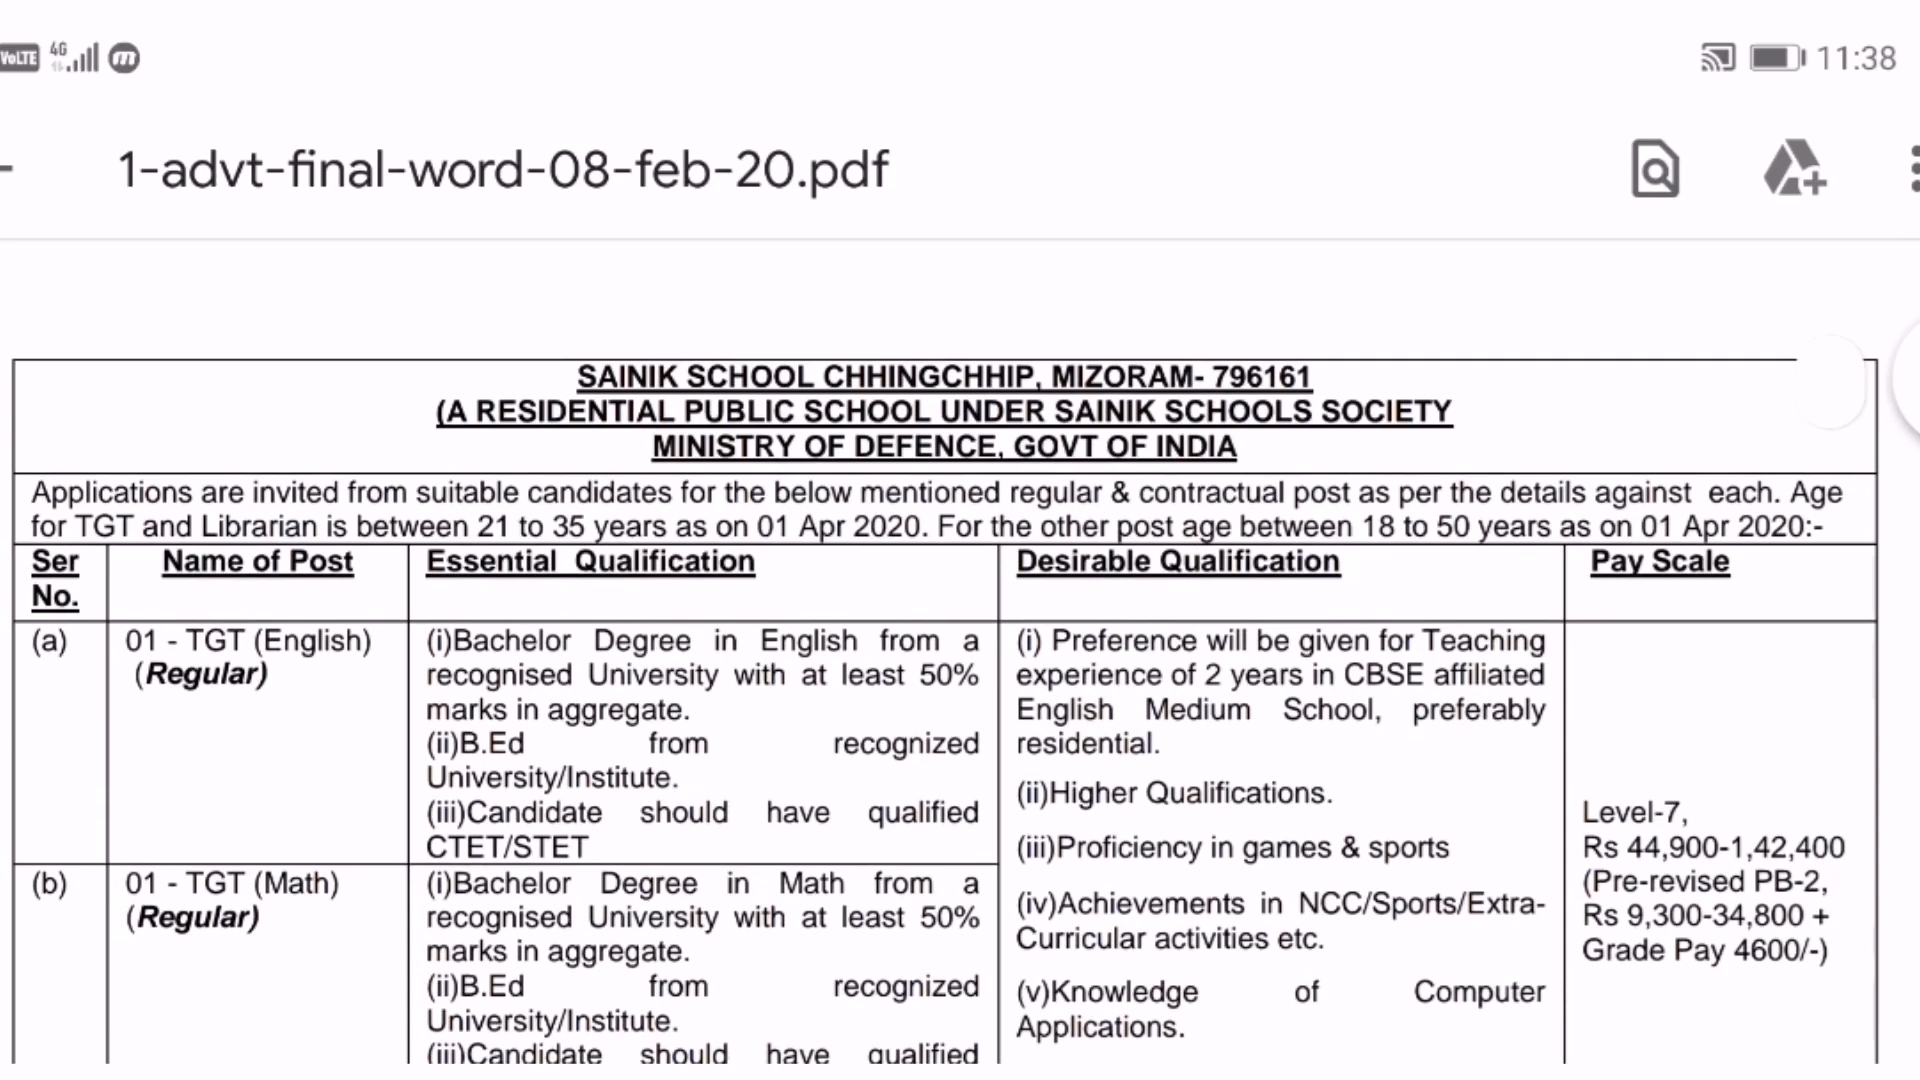 VoLTE 4G m 11:38
1-advt-final-word-08-feb-20.pdf
SAINIK SCHOOL CHHINGCHHIP, MIZORAM- 796161
(A RESIDENTIAL PUBLIC SCHOOL UNDER SAINIK SCHOOLS SOCIETY
MINISTRY OF DEFENCE, GOVT OF INDIA
Applications are invited from suitable candidates for the below mentioned regular & contractual post as per the details against each. Age
for TGT and Librarian is between 21 to 35 years as on 01 Apr 2020. For the other post age between 18 to 50 years as on 01 Apr 2020:-
Ser
No.
Name of Post
Essential Qualification
Desirable Qualification
Pay Scale
(a)
01 - TGT (English)
(Regular)
(i)Bachelor Degree in English from a
recognised University with at least 50%
marks in aggregate.
(ii)B.Ed from recognized
University/Institute.
(iii)Candidate should have qualified
CTET/STET
(i) Preference will be given for Teaching
experience of 2 years in CBSE affiliated
English Medium School, preferably
residential.
(ii)Higher Qualifications.
(iii)Proficiency in games & sports
(iv)Achievements in NCC/Sports/Extra-
Curricular activities etc.
(v)Knowledge of Computer
Applications.
Level-7,
Rs 44,900-1,42,400
(Pre-revised PB-2,
Rs 9,300-34,800 +
Grade Pay 4600/-)
(b)
01 - TGT (Math)
(Regular)
(i)Bachelor Degree in Math from a
recognised University with at least 50%
marks in aggregate.
(ii)B.Ed from recognized
University/Institute.
(iii)Candidate should have qualified